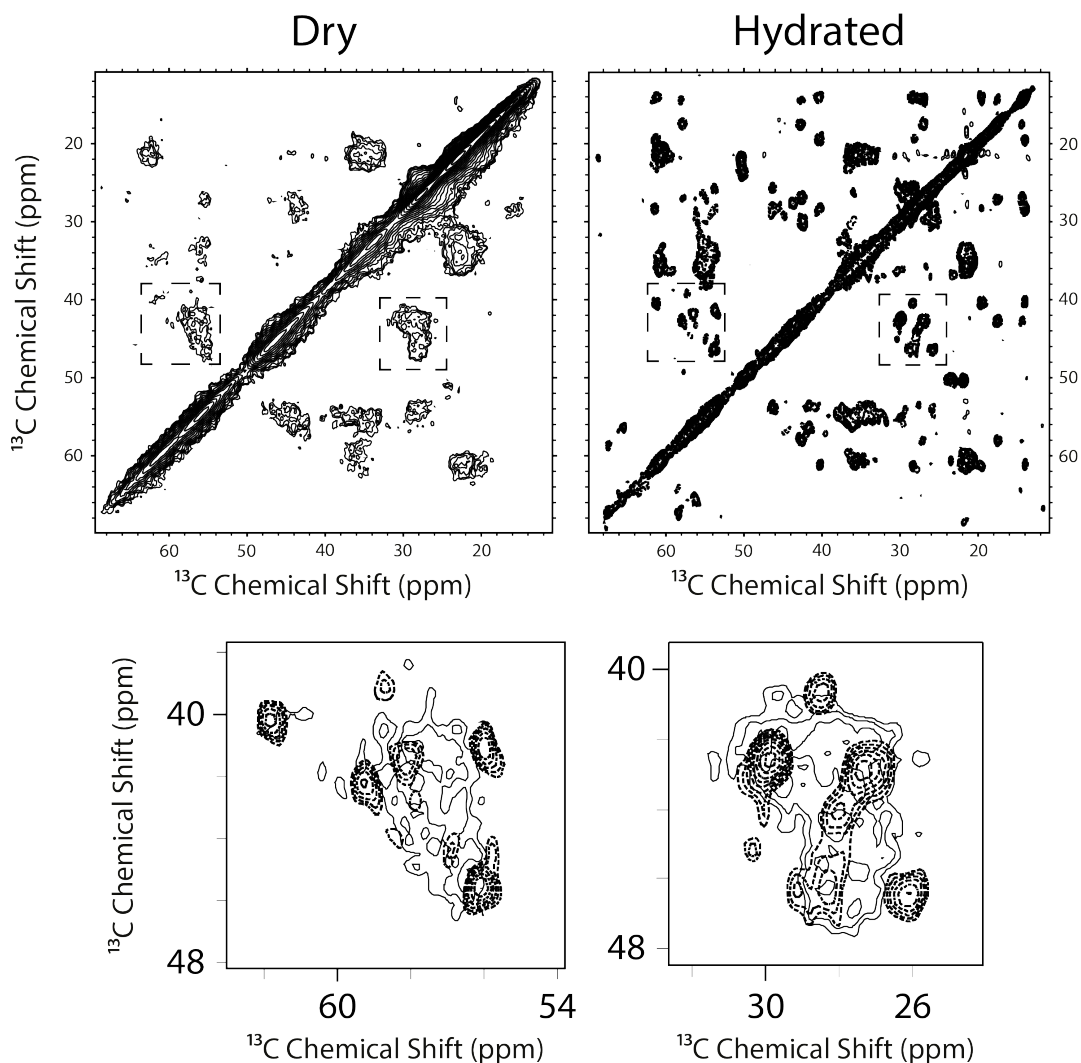 Dry Hydrated
¹³C Chemical Shift (ppm)
20 20
30 30
40 40
50 50
60 60
60 50 40 30 20 60 50 40 30 20
¹³C Chemical Shift (ppm) ¹³C Chemical Shift (ppm)
¹³C Chemical Shift (ppm)
40 40
48 48
60 54 30 26
¹³C Chemical Shift (ppm) ¹³C Chemical Shift (ppm)